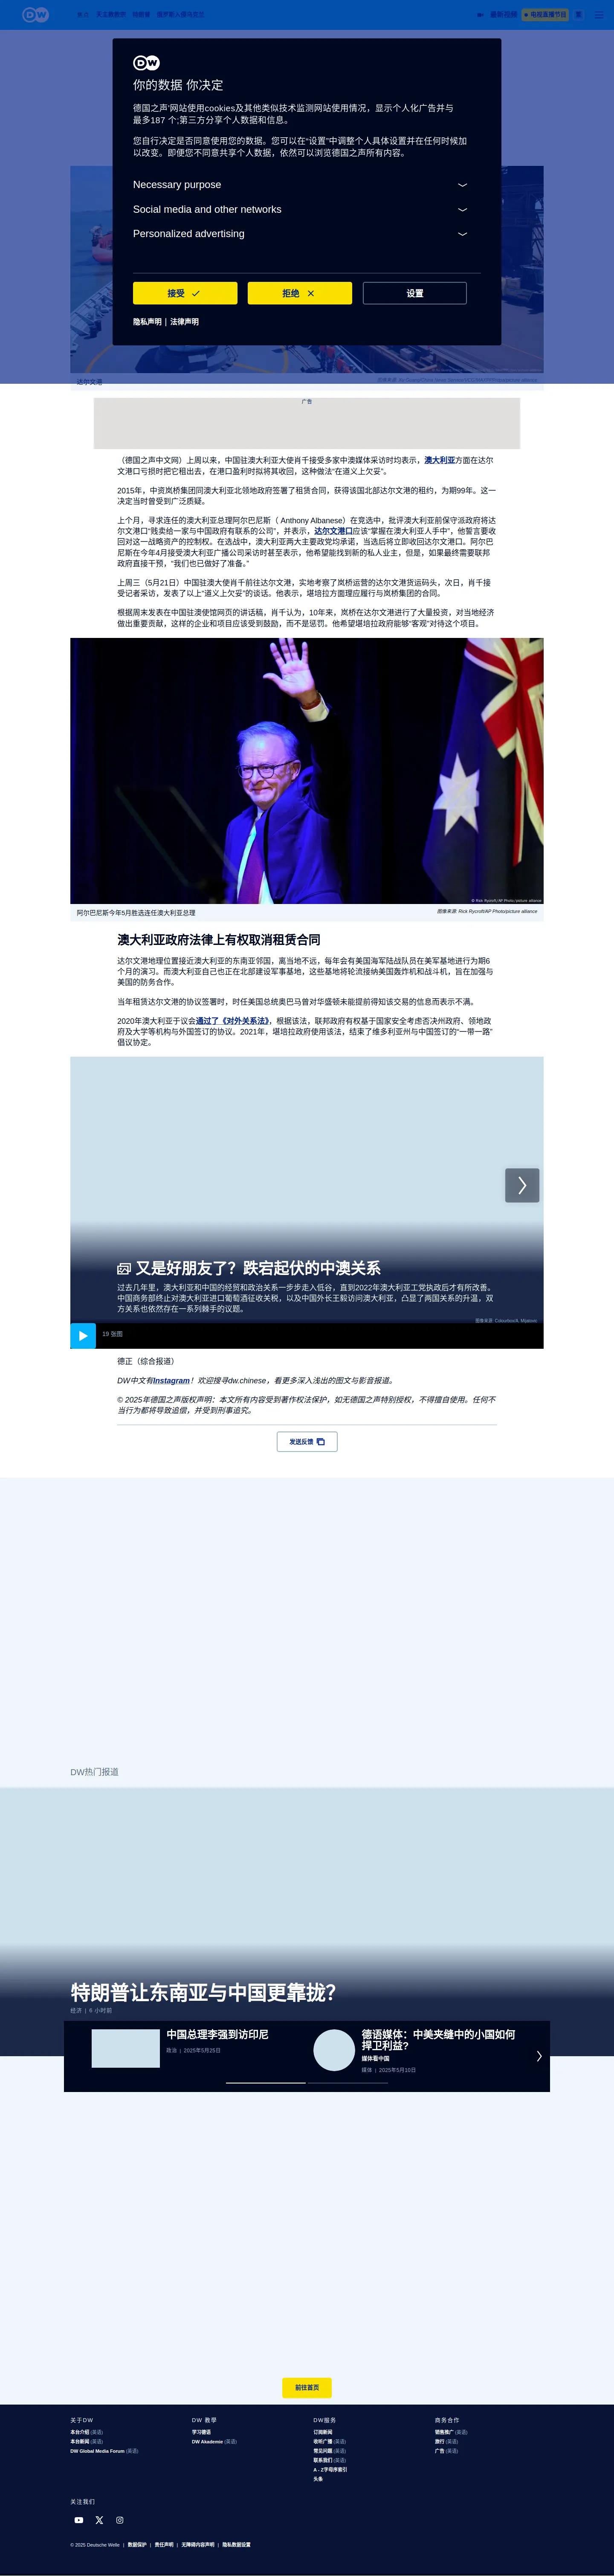 DW
最新视频
电视直播节目
DW
你的数据 你决定
德国之声˙网站使用cookies及其他类似技术监测网站使用情况，显示个人化广告并与
最多187 个;第三方分享个人数据和信息。
您自行决定是否同意使用您的数据。您可以在“设置”中调整个人具体设置并在任何时候加
以改变。即便您不同意共享个人数据，依然可以浏览德国之声所有内容。
Necessary purpose
Social media and other networks
Personalized advertising
接受
拒绝
设置
隐私声明 | 法律声明
达尔文港
广告
（德国之声中文网）上周以来，中国驻澳大利亚大使肖千接受多家中澳媒体采访时均表示，澳大利亚方面在达尔
文港口亏损时把它租出去，在港口盈利时拟将其收回，这种做法“在道义上欠妥”。
2015年，中资岚桥集团同澳大利亚北领地政府签署了租赁合同，获得该国北部达尔文港的租约，为期99年。这一
决定当时曾受到广泛质疑。
上个月，寻求连任的澳大利亚总理阿尔巴尼斯（ Anthony Albanese）在竞选中，批评澳大利亚前保守派政府将达
尔文港口“贱卖给一家与中国政府有联系的公司”，并表示，达尔文港口应该“掌握在澳大利亚人手中”，他誓言要收
回对这一战略资产的控制权。在选战中，澳大利亚两大主要政党均承诺，当选后将立即收回达尔文港口。阿尔巴
尼斯在今年4月接受澳大利亚广播公司采访时甚至表示，他希望能找到新的私人业主，但是，如果最终需要联邦
政府直接干预，“我们也已做好了准备。”
上周三（5月21日）中国驻澳大使肖千前往达尔文港，实地考察了岚桥运营的达尔文港货运码头，次日，肖千接
受记者采访，发表了以上“道义上欠妥”的谈话。他表示，堪培拉方面理应履行与岚桥集团的合同。
根据周末发表在中国驻澳使馆网页的讲话稿，肖千认为，10年来，岚桥在达尔文港进行了大量投资，对当地经济
做出重要贡献，这样的企业和项目应该受到鼓励，而不是惩罚。他希望堪培拉政府能够“客观”对待这个项目。
© Rick Rycroft/AP Photo/picture alliance
阿尔巴尼斯今年5月胜选连任澳大利亚总理
图像来源: Rick Rycroft/AP Photo/picture alliance
澳大利亚政府法律上有权取消租赁合同
达尔文港地理位置接近澳大利亚的东南亚邻国，离当地不远，每年会有美国海军陆战队员在美军基地进行为期6
个月的演习。而澳大利亚自己也正在北部建设军事基地，这些基地将轮流接纳美国轰炸机和战斗机，旨在加强与
美国的防务合作。
当年租赁达尔文港的协议签署时，时任美国总统奥巴马曾对华盛顿未能提前得知该交易的信息而表示不满。
2020年澳大利亚于议会通过了《对外关系法》，根据该法，联邦政府有权基于国家安全考虑否决州政府、领地政
府及大学等机构与外国签订的协议。2021年，堪培拉政府使用该法，结束了维多利亚州与中国签订的“一带一路”
倡议协定。
又是好朋友了？跌宕起伏的中澳关系
过去几年里，澳大利亚和中国的经贸和政治关系一步步走入低谷，直到2022年澳大利亚工党执政后才有所改善。
中国商务部终止对澳大利亚进口葡萄酒征收关税，以及中国外长王毅访问澳大利亚，凸显了两国关系的升温，双
方关系也依然存在一系列棘手的议题。
图像来源: Colourbox/A. Mijatovic
19 张图
德正（综合报道）
DW中文有Instagram！欢迎搜寻dw.chinese，看更多深入浅出的图文与影音报道。
© 2025年德国之声版权声明：本文所有内容受到著作权法保护，如无德国之声特别授权，不得擅自使用。任何不
当行为都将导致追偿，并受到刑事追究。
发送反馈
DW热门报道
特朗普让东南亚与中国更靠拢？
经济 | 6 小时前
中国总理李强到访印尼
政治 | 2025年5月25日
德语媒体：中美夹缝中的小国如何
捍卫利益？
媒体看中国
媒体 | 2025年5月10日
前往首页
关于DW
本台介绍 (英语)
本台新闻 (英语)
DW Global Media Forum (英语)
DW 教學
学习德语
DW Akademie (英语)
DW服务
订阅新闻
收听广播 (英语)
常见问题 (英语)
联系我们 (英语)
A - Z字母序索引
头条
商务合作
销售推广 (英语)
旅行 (英语)
广告 (英语)
关注我们
© 2025 Deutsche Welle | 数据保护 | 责任声明 | 无障碍内容声明 | 隐私数据设置